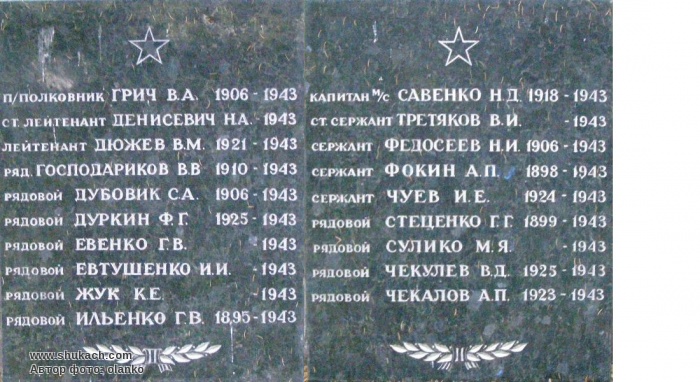 П/ПОЛКОВНИК ГРИЧ В.А. 1906 - 1943
СТ. ЛЕЙТЕНАНТ ДЕНИСЕВИЧ Н.А. - 1943
ЛЕЙТЕНАНТ ДЮЖЕВ В.М. 1921 - 1943
РЯД. ГОСПОДАРИКОВ В.В 1910 - 1943
РЯДОВОЙ ДУБОВИК С.А. 1906 - 1943
РЯДОВОЙ ДУРКИН Ф.Г. 1925 - 1943
РЯДОВОЙ ЕВЕНКО Г.В. - 1943
РЯДОВОЙ ЕВТУШЕНКО И.И. - 1943
РЯДОВОЙ ЖУК К.Е. - 1943
РЯДОВОЙ ИЛЬЕНКО Г.В. 1895 - 1943
КАПИТАН М/С САВЕНКО Н.Д. 1918 - 1943
СТ. СЕРЖАНТ ТРЕТЯКОВ В.И. - 1943
СЕРЖАНТ ФЕДОСЕЕВ Н.И. 1906 - 1943
СЕРЖАНТ ФОКИН А.П. 1898 - 1943
СЕРЖАНТ ЧУЕВ И.Е. 1924 - 1943
РЯДОВОЙ СТЕЦЕНКО Г.Г. 1899 - 1943
РЯДОВОЙ СУЛИКО М.Я. - 1943
РЯДОВОЙ ЧЕКУЛЕВ В.Д. 1925 - 1943
РЯДОВОЙ ЧЕКАЛОВ А.П. 1923 - 1943
www.shukach.com
Автор фото: olanko